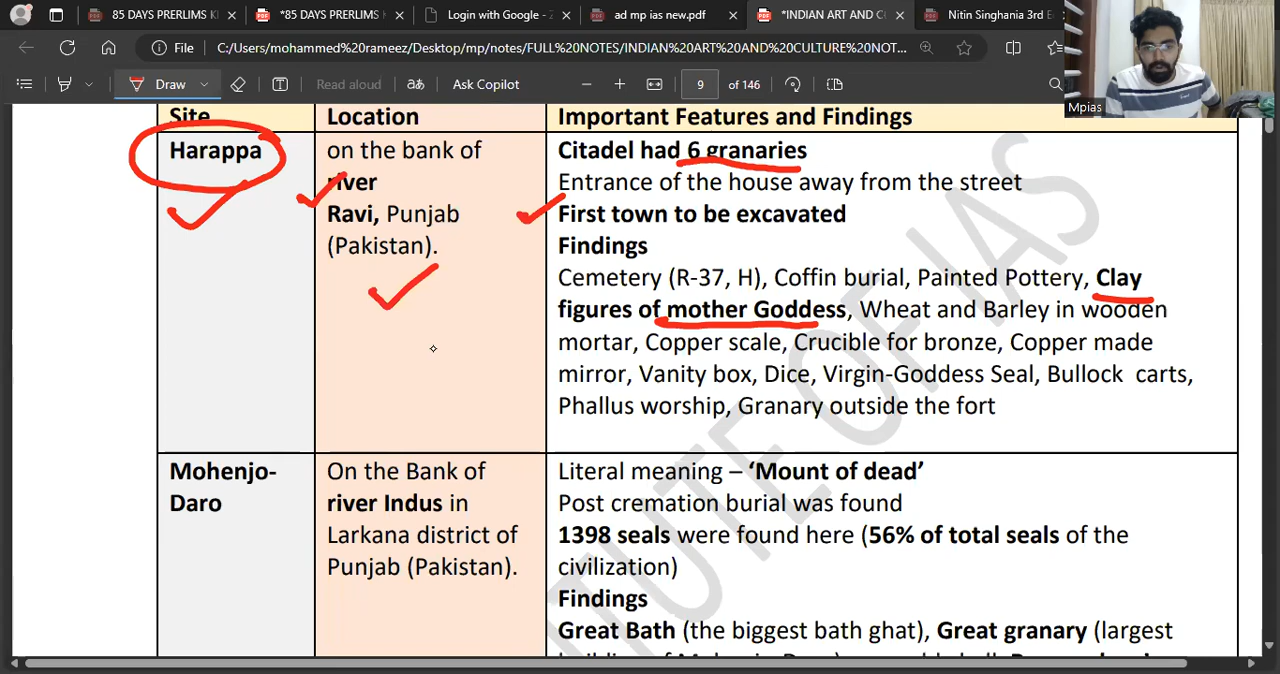 85 DAYS PRERLIMS K
*85 DAYS PRERLIMS
Login with Google - Z
ad mp ias new.pdf
*INDIAN ART AND C
Nitin Singhania 3rd E
File C:/Users/mohammed%20rameez/Desktop/mp/notes/FULL%20NOTES/INDIAN%20ART%20AND%20CULTURE%20NOT...
Draw
Read aloud
aあ
Ask Copilot
9
of 146
Mpias
Site
Location
Important Features and Findings
Harappa
on the bank of
river
Ravi, Punjab
(Pakistan).
Citadel had 6 granaries
Entrance of the house away from the street
First town to be excavated
Findings
Cemetery (R-37, H), Coffin burial, Painted Pottery, Clay
figures of mother Goddess, Wheat and Barley in wooden
mortar, Copper scale, Crucible for bronze, Copper made
mirror, Vanity box, Dice, Virgin-Goddess Seal, Bullock carts,
Phallus worship, Granary outside the fort
Mohenjo-
Daro
On the Bank of
river Indus in
Larkana district of
Punjab (Pakistan).
Literal meaning – ‘Mount of dead’
Post cremation burial was found
1398 seals were found here (56% of total seals of the
civilization)
Findings
Great Bath (the biggest bath ghat), Great granary (largest
ITUTE OF IAS